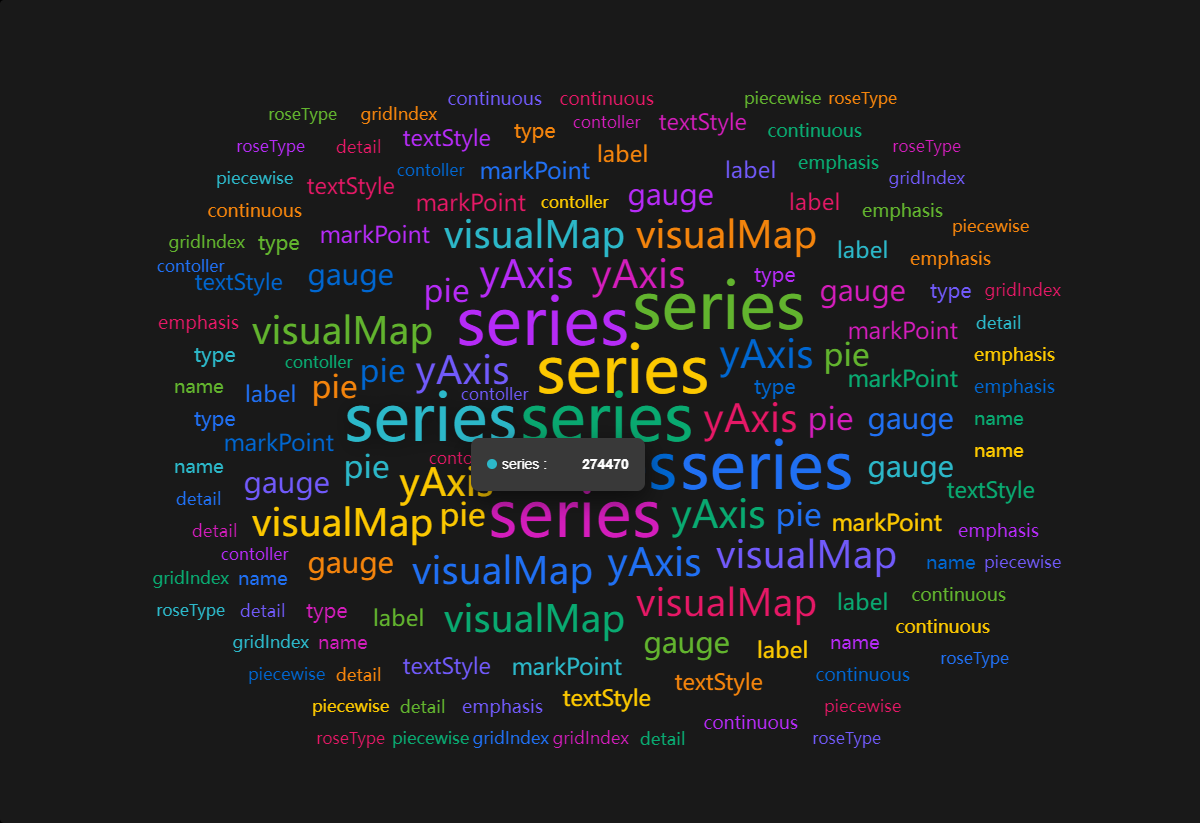 continuous continuous piecewise roseType
roseType gridIndex contoller textStyle
textStyle type continuous
roseType detail label roseType
contoller markPoint label emphasis
piecewise textStyle gridIndex
markPoint contoller gauge label
continuous emphasis
gridIndex type markPoint visualMap visualMap label piecewise
contoller emphasis
textStyle gauge yAxis yAxis type
pie gauge type gridIndex
series series
emphasis visualMap markPoint detail
type yAxis pie emphasis
contoller pie yAxis series markPoint
name label pie contoller type emphasis
type series series yAxis pie gauge name
markPoint name
name pie conto s series gauge
gauge yAxis textStyle
detail
series : 274470
detail visualMap pie series yAxis pie markPoint emphasis
contoller gauge visualMap yAxis visualMap name piecewise
gridIndex name
roseType detail type label visualMap visualMap label continuous
gridIndex name gauge label name continuous
piecewise detail textStyle markPoint textStyle continuous roseType
piecewise detail emphasis textStyle piecewise
roseType piecewise gridIndex gridIndex detail continuous roseType